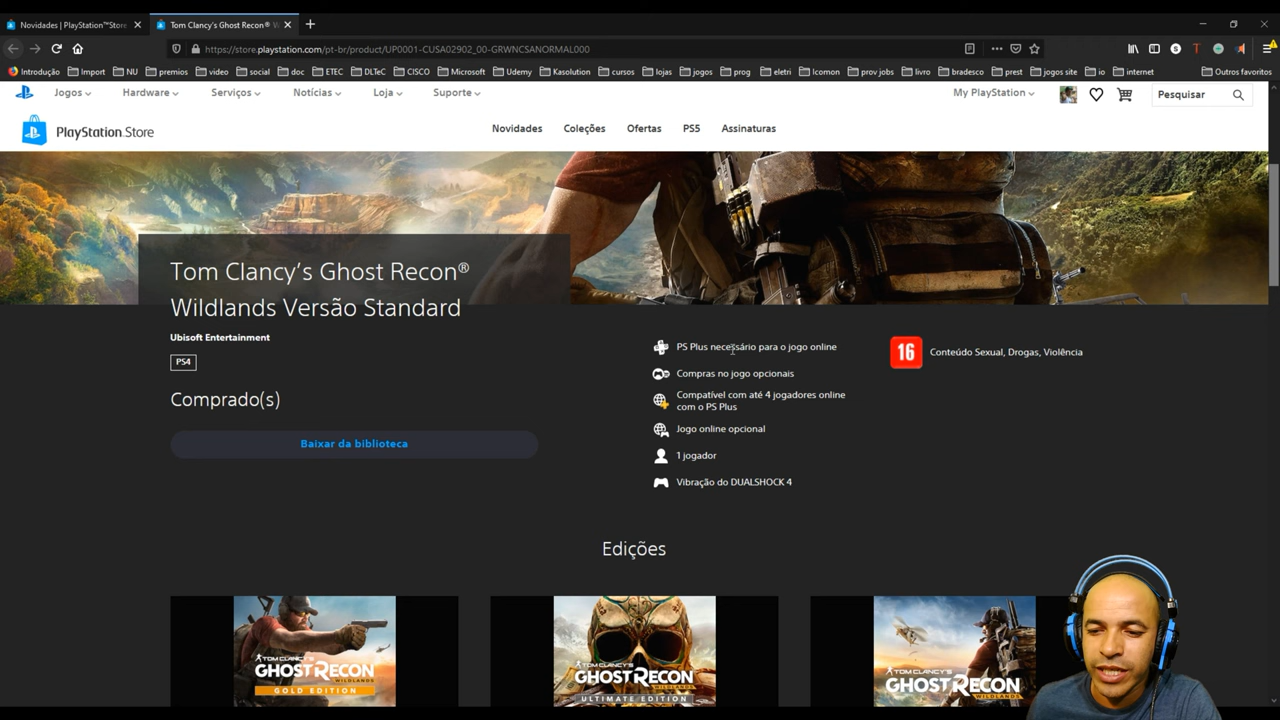 Novidades | PlayStation™Store
Tom Clancy's Ghost Recon® W
https://store.playstation.com/pt-br/product/UP0001-CUSA02902_00-GRWNCSANORMAL000
Introdução Import NU premios video social doc ETEC DLTeC CISCO Microsoft Udemy Kasolution cursos lojas jogos prog eletri Icomon prov jobs livro bradesco prest jogos site io internet Outros favoritos
Jogos Hardware Serviços Notícias Loja Suporte My PlayStation Pesquisar
PlayStation.Store
Novidades Coleções Ofertas PS5 Assinaturas
Tom Clancy's Ghost Recon®
Wildlands Versão Standard
Ubisoft Entertainment
PS4
Comprado(s)
Baixar da biblioteca
PS Plus necessário para o jogo online
Compras no jogo opcionais
Compatível com até 4 jogadores online
com o PS Plus
Jogo online opcional
1 jogador
Vibração do DUALSHOCK 4
16
Conteúdo Sexual, Drogas, Violência
Edições
TOM CLANCY'S
GHOST RECON
WILDLANDS
GOLD EDITION
TOM CLANCY'S
GHOST RECON
WILDLANDS
ULTIMATE EDITION
TOM CLANCY'S
GHOST RECON
WILDLANDS